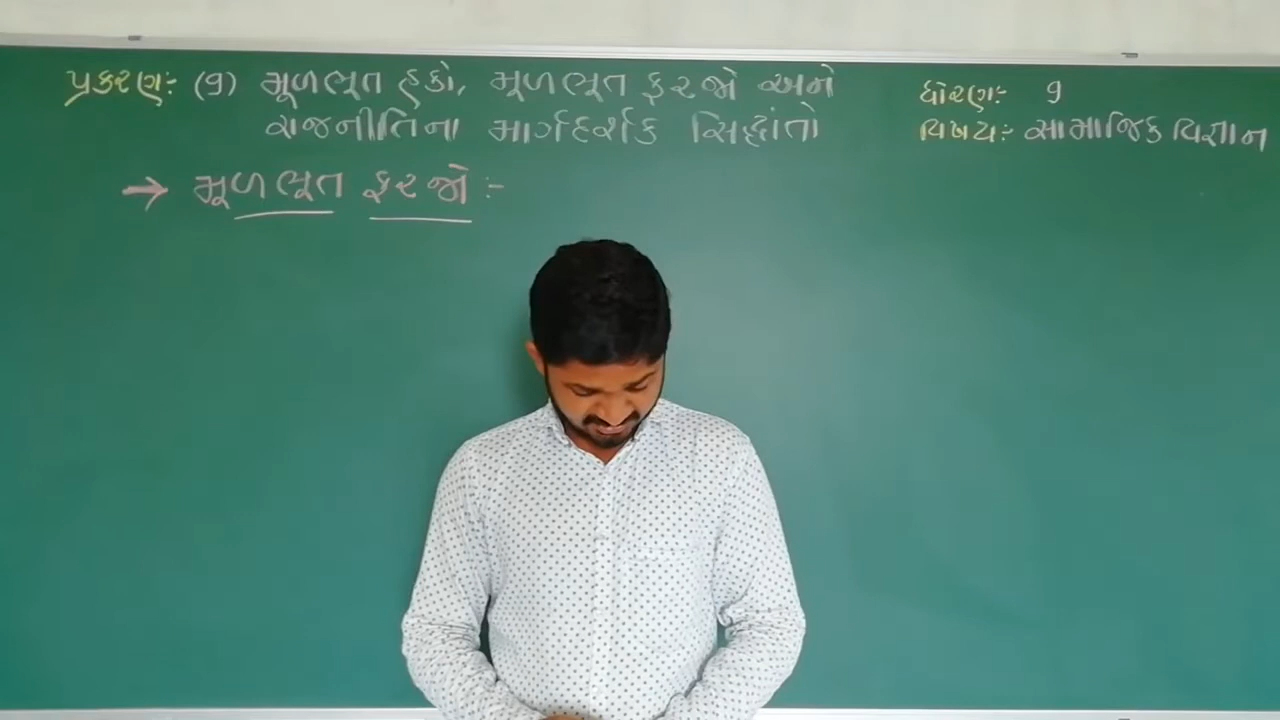 પ્રકરણઃ (9) મૂળભૂત હકો, મૂળભૂત ફરજો અને
રાજનીતિના માર્ગદર્શક સિદ્ધાંતો
ધોરણઃ 9
વિષયઃ સામાજિક વિજ્ઞાન
→ મૂળભૂત ફરજો :-